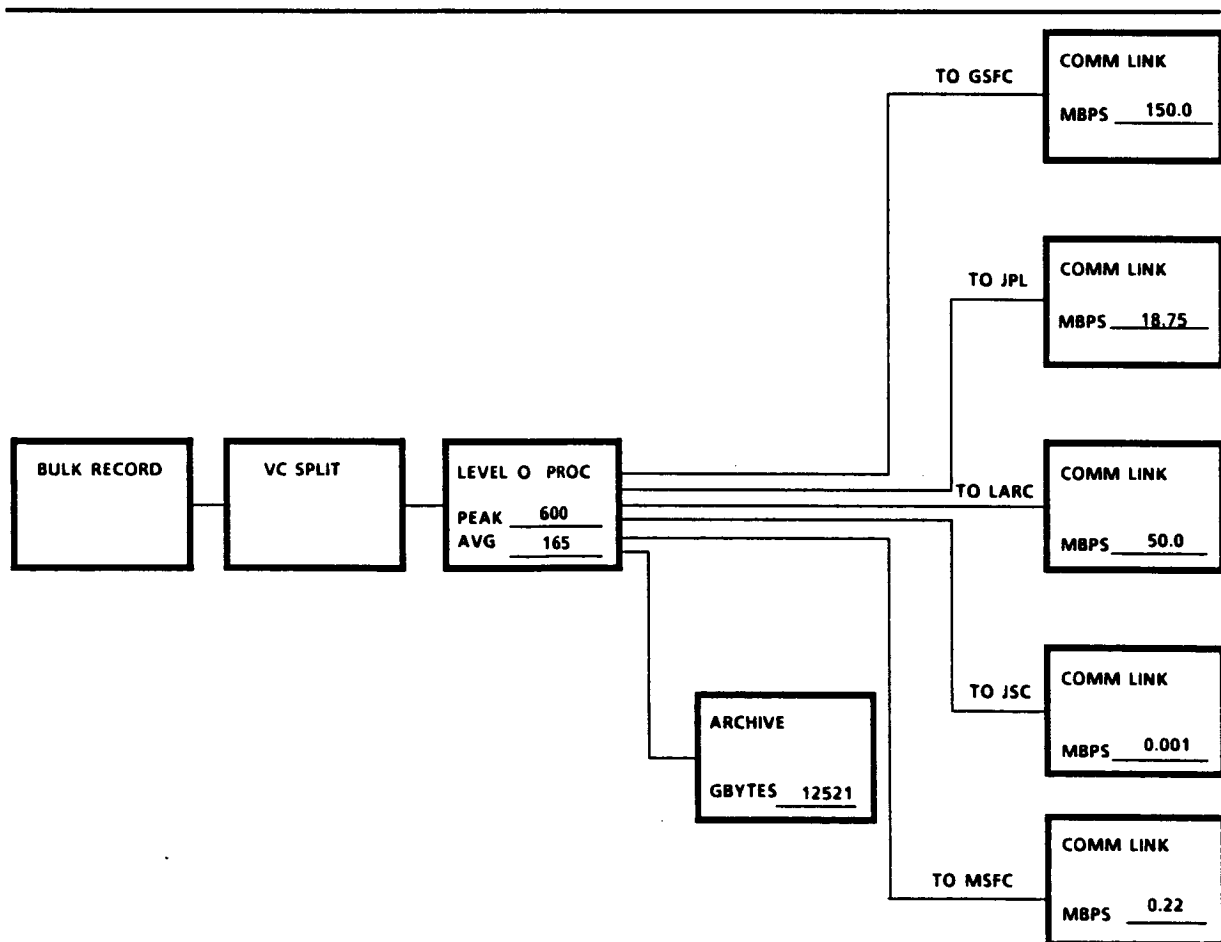 TO GSFC
COMM LINK
MBPS 150.0
TO JPL
COMM LINK
MBPS 18.75
BULK RECORD
VC SPLIT
LEVEL O PROC
PEAK 600
AVG 165
TO LARC
COMM LINK
MBPS 50.0
TO JSC
COMM LINK
MBPS 0.001
ARCHIVE
GBYTES 12521
TO MSFC
COMM LINK
MBPS 0.22